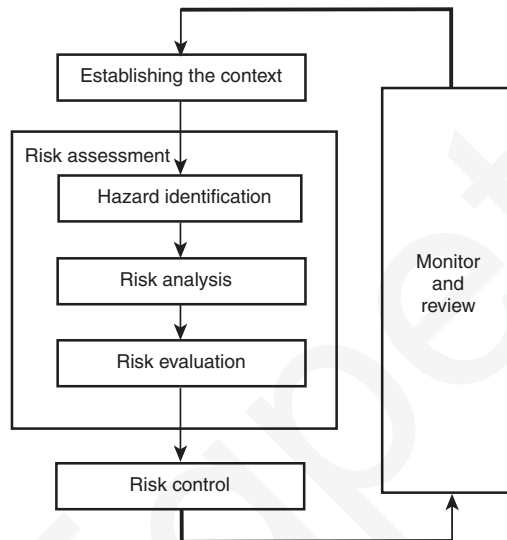 Establishing the context
Risk assessment
Hazard identification
Risk analysis
Risk evaluation
Risk control
Monitor
and
review